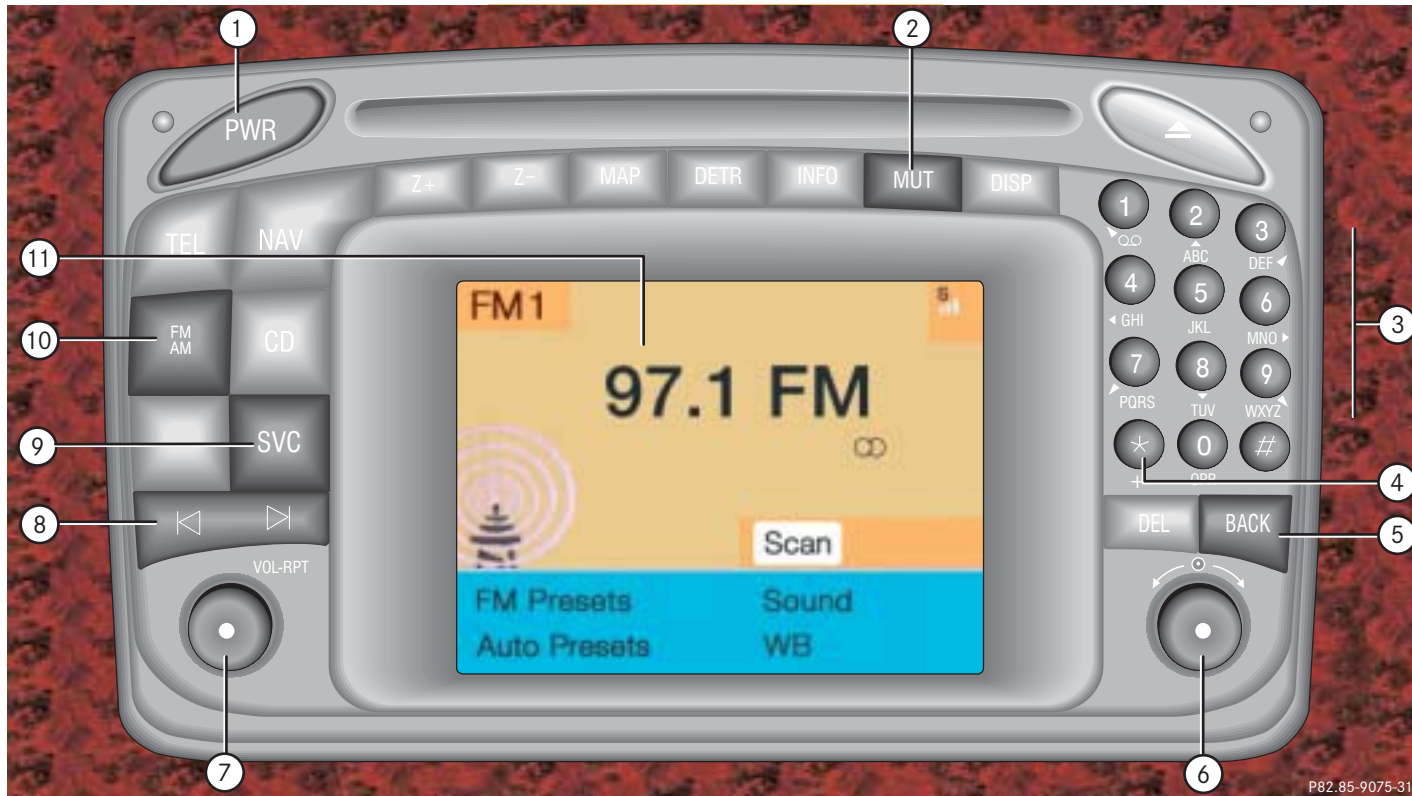 1
2
PWR
Z+
Z-
MAP
DETR
INFO
MUT
DISP
TEL
NAV
1
2
3
ABC
DEF
11
FM1
4
5
6
3
GHI
JKL
MNO
10
FM
AM
CD
97.1 FM
7
8
9
PQRS
TUV
WXYZ
9
SVC
*
0
#
4
+
OPR
8
Scan
DEL
BACK
5
VOL-RPT
FM Presets
Sound
Auto Presets
WB
7
6
P82.85-9075-31